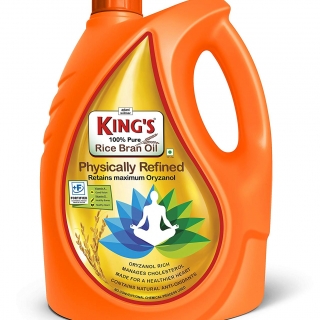 KING'S
100% Pure
Rice Bran Oil
Physically Refined
Retains maximum Oryzanol
+F
FORTIFIED
ORYZANOL RICH
MANAGES CHOLESTEROL
MADE FOR A HEALTHIER HEART
CONTAINS NATURAL ANTI-OXIDANTS